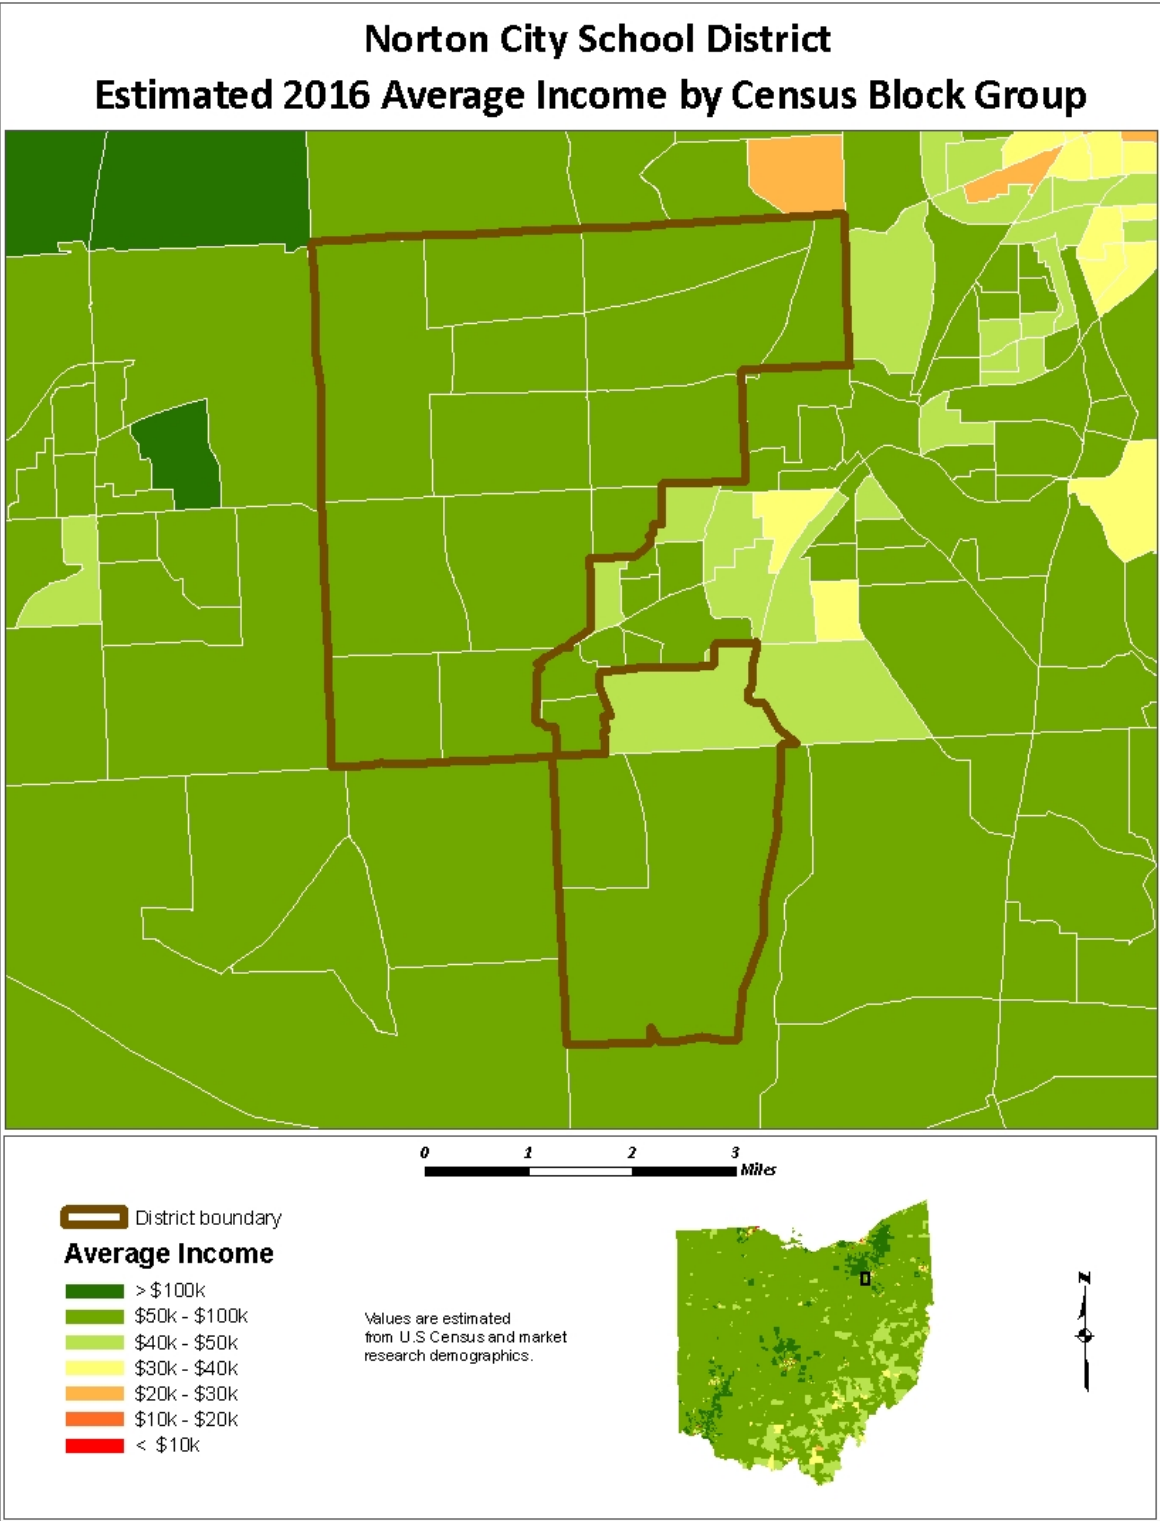 Norton City School District
Estimated 2016 Average Income by Census Block Group
0 1 2 3
Miles
District boundary
Average Income
> $100k
$50k - $100k
$40k - $50k
$30k - $40k
$20k - $30k
$10k - $20k
< $10k
Values are estimated
from U.S Census and market
research demographics.
N